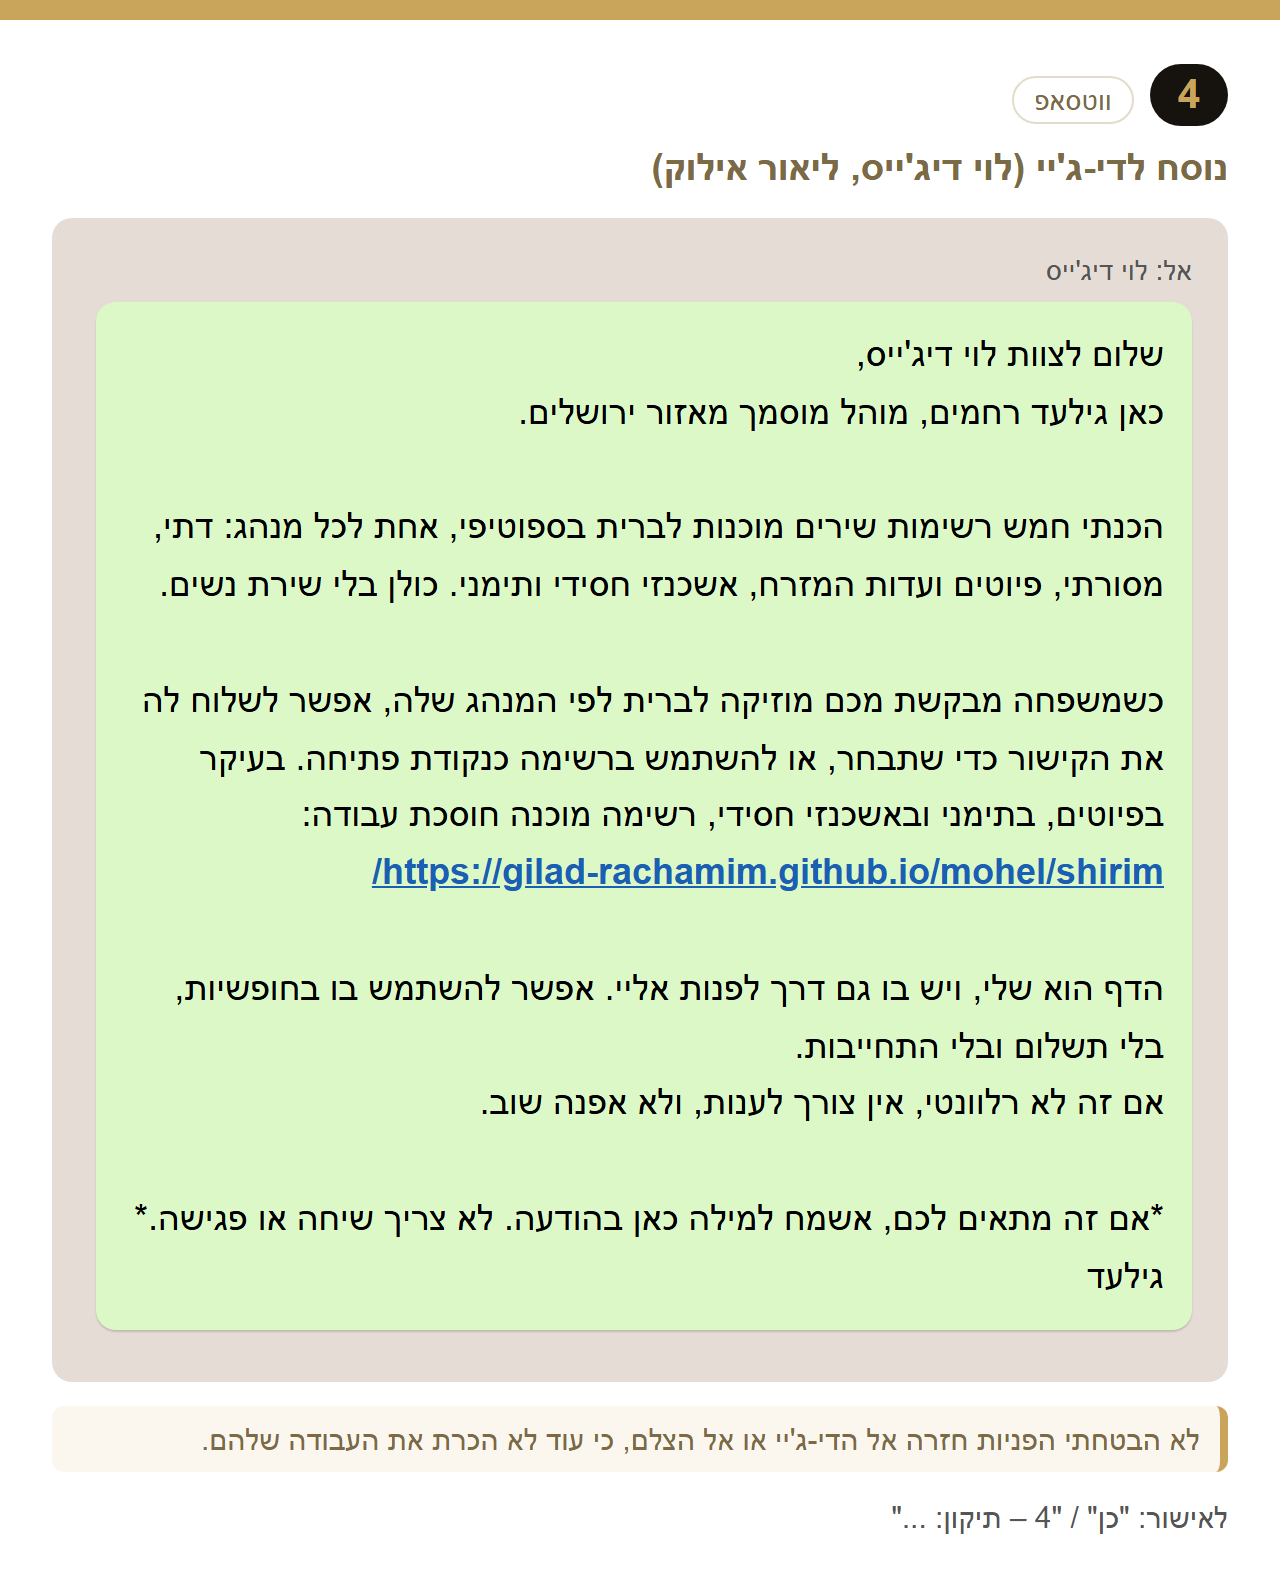 4
ווטסאפ
נוסח לדי-ג'יי (לוי דיג'ייס, ליאור אילוק)
אל: לוי דיג'ייס
שלום לצוות לוי דיג'ייס,
כאן גילעד רחמים, מוהל מוסמך מאזור ירושלים.
הכנתי חמש רשימות שירים מוכנות לברית בספוטיפי, אחת לכל מנהג: דתי,
מסורתי, פיוטים ועדות המזרח, אשכנזי חסידי ותימני. כולן בלי שירת נשים.
כשמשפחה מבקשת מכם מוזיקה לברית לפי המנהג שלה, אפשר לשלוח לה
את הקישור כדי שתבחר, או להשתמש ברשימה כנקודת פתיחה. בעיקר
בפיוטים, בתימני ובאשכנזי חסידי, רשימה מוכנה חוסכת עבודה:
https://gilad-rachamim.github.io/mohel/shirim/
הדף הוא שלי, ויש בו גם דרך לפנות אליי. אפשר להשתמש בו בחופשיות,
בלי תשלום ובלי התחייבות.
אם זה לא רלוונטי, אין צורך לענות, ולא אפנה שוב.
*אם זה מתאים לכם, אשמח למילה כאן בהודעה. לא צריך שיחה או פגישה.*
גילעד
לא הבטחתי הפניות חזרה אל הדי-ג'יי או אל הצלם, כי עוד לא הכרת את העבודה שלהם.
לאישור: "כן" / "4 – תיקון: ..."